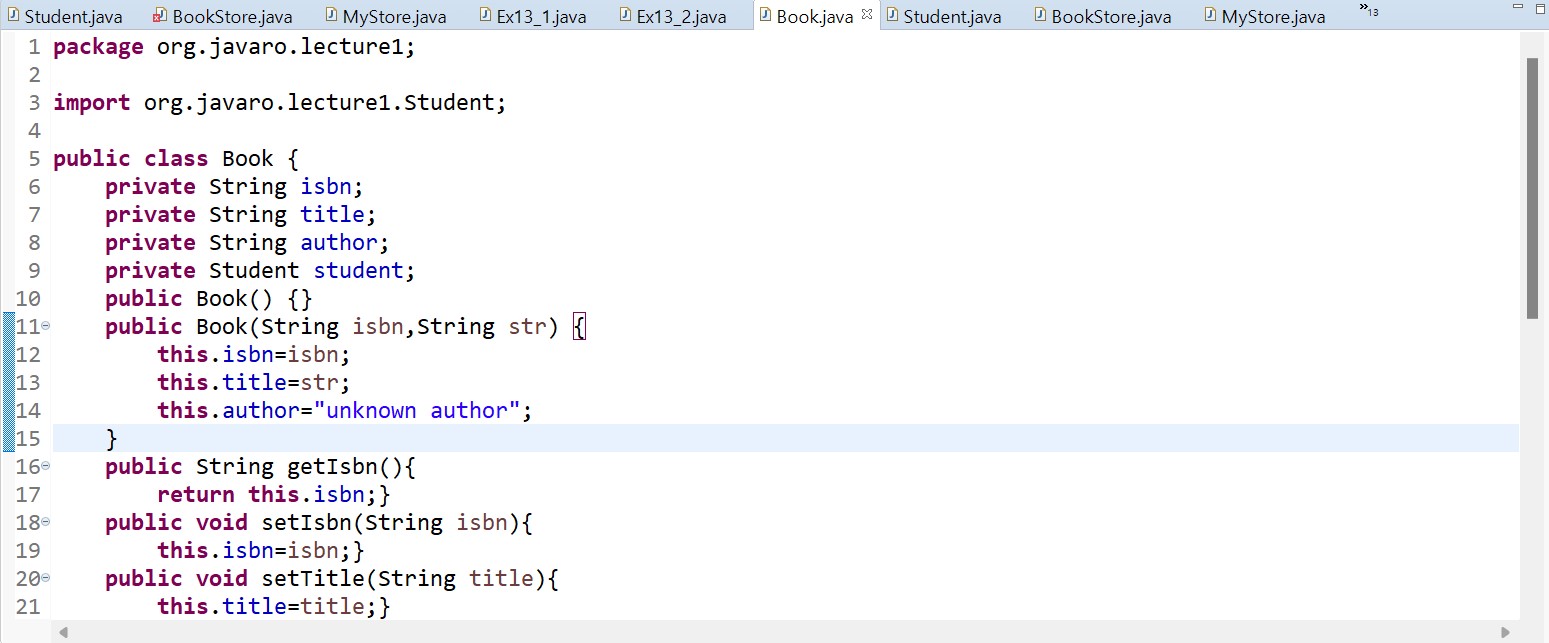 Student.java BookStore.java MyStore.java Ex13_1.java Ex13_2.java Book.java Student.java BookStore.java MyStore.java »13
1 package org.javaro.lecture1;
2
3 import org.javaro.lecture1.Student;
4
5 public class Book {
6     private String isbn;
7     private String title;
8     private String author;
9     private Student student;
10     public Book() {}
11     public Book(String isbn,String str) {
12         this.isbn=isbn;
13         this.title=str;
14         this.author="unknown author";
15     }
16     public String getIsbn(){
17         return this.isbn;}
18     public void setIsbn(String isbn){
19         this.isbn=isbn;}
20     public void setTitle(String title){
21         this.title=title;}